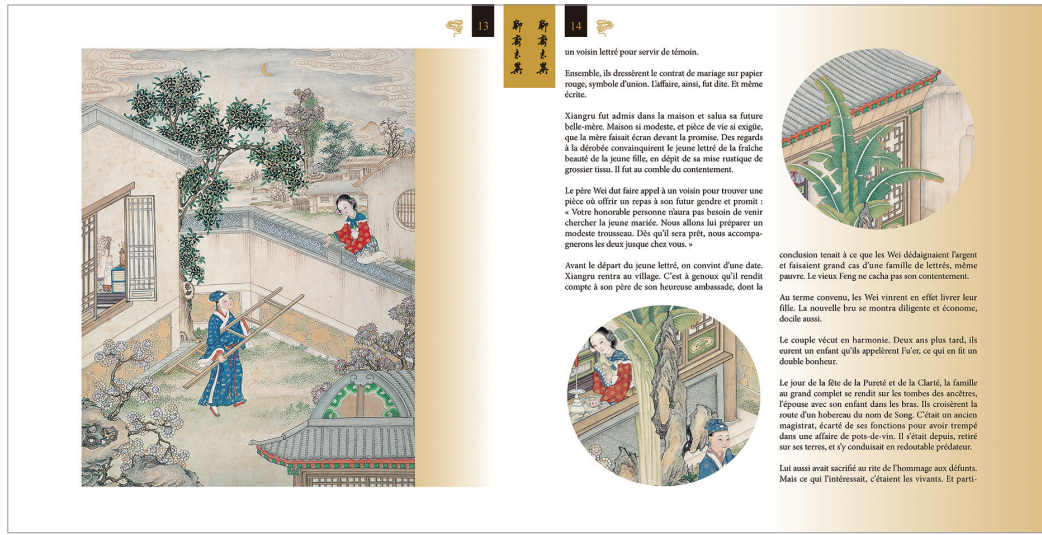 13
聊齋志異
聊齋志異
14
un voisin lettré pour servir de témoin.
Ensemble, ils dressèrent le contrat de mariage sur papier
rouge, symbole d'union. L'affaire, ainsi, fut dite. Et même
écrite.
Xiangru fut admis dans la maison et salua sa future
belle-mère. Maison si modeste, et pièce de vie si exigüe,
que la mère faisait écran devant la promise. Des regards
à la dérobée convainquirent le jeune lettré de la fraîche
beauté de la jeune fille, en dépit de sa mise rustique de
grossier tissu. Il fut au comble du contentement.
Le père Wei dut faire appel à un voisin pour trouver une
pièce où offrir un repas à son futur gendre et promit :
« Votre honorable personne n'aura pas besoin de venir
chercher la jeune mariée. Nous allons lui préparer un
modeste trousseau. Dès qu'il sera prêt, nous accompa-
gnerons les deux jusque chez vous. »
Avant le départ du jeune lettré, on convint d'une date.
Xiangru rentra au village. C'est à genoux qu'il rendit
compte à son père de son heureuse ambassade, dont la
conclusion tenait à ce que les Wei dédaignaient l'argent
et faisaient grand cas d'une famille de lettrés, même
pauvre. Le vieux Feng ne cacha pas son contentement.
Au terme convenu, les Wei vinrent en effet livrer leur
fille. La nouvelle bru se montra diligente et économe,
docile aussi.
Le couple vécut en harmonie. Deux ans plus tard, ils
eurent un enfant qu'ils appelèrent Fu'er, ce qui en fit un
double bonheur.
Le jour de la fête de la Pureté et de la Clarté, la famille
au grand complet se rendit sur les tombes des ancêtres,
l'épouse avec son enfant dans les bras. Ils croisèrent la
route d'un hobereau du nom de Song. C'était un ancien
magistrat, écarté de ses fonctions pour avoir trempé
dans une affaire de pots-de-vin. Il s'était depuis, retiré
sur ses terres, et s'y conduisait en redoutable prédateur.
Lui aussi avait sacrifié au rite de l'hommage aux défunts.
Mais ce qui l'intéressait, c'étaient les vivants. Et parti-